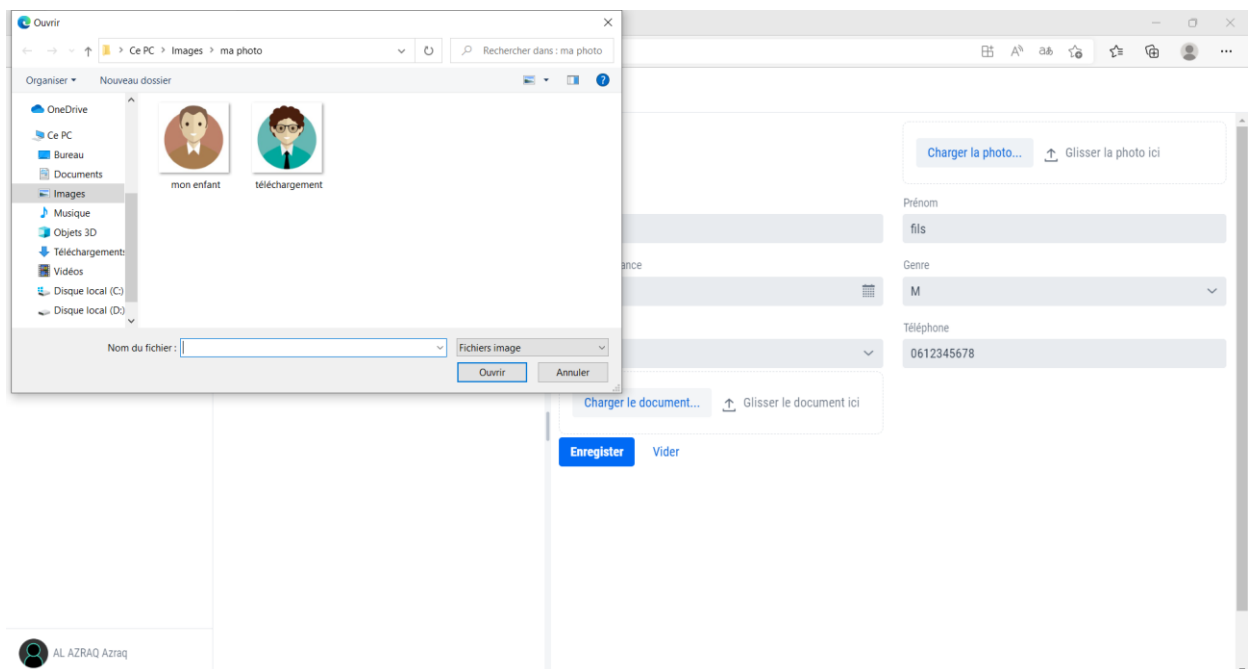 Ouvrir
Ce PC > Images > ma photo
Rechercher dans : ma photo
Organiser
Nouveau dossier
OneDrive
Ce PC
Bureau
Documents
Images
Musique
Objets 3D
Téléchargements
Vidéos
Disque local (C:)
Disque local (D:)
mon enfant
téléchargement
Nom du fichier :
Fichiers image
Ouvrir
Annuler
Charger la photo...
Glisser la photo ici
Prénom
fils
ance
Genre
M
Téléphone
0612345678
Charger le document...
Glisser le document ici
Enregister
Vider
AL AZRAQ Azraq